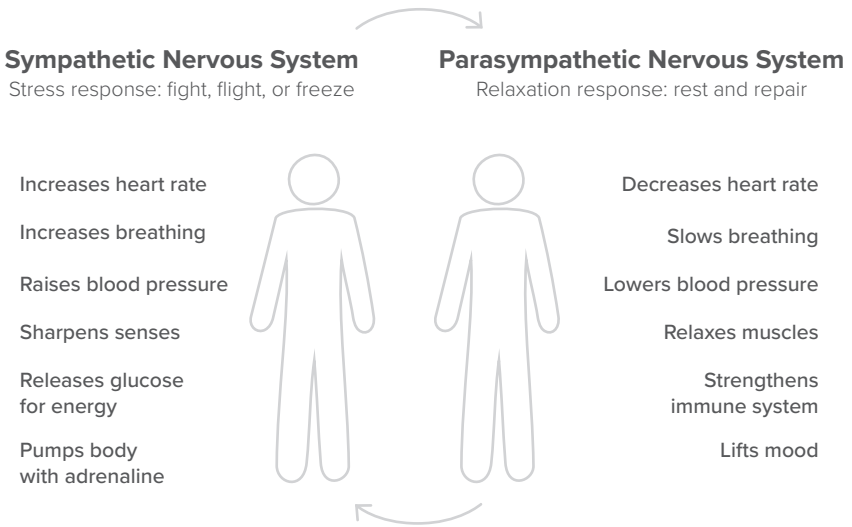 Sympathetic Nervous System
Stress response: fight, flight, or freeze
Increases heart rate
Increases breathing
Raises blood pressure
Sharpens senses
Releases glucose
for energy
Pumps body
with adrenaline
Parasympathetic Nervous System
Relaxation response: rest and repair
Decreases heart rate
Slows breathing
Lowers blood pressure
Relaxes muscles
Strengthens
immune system
Lifts mood